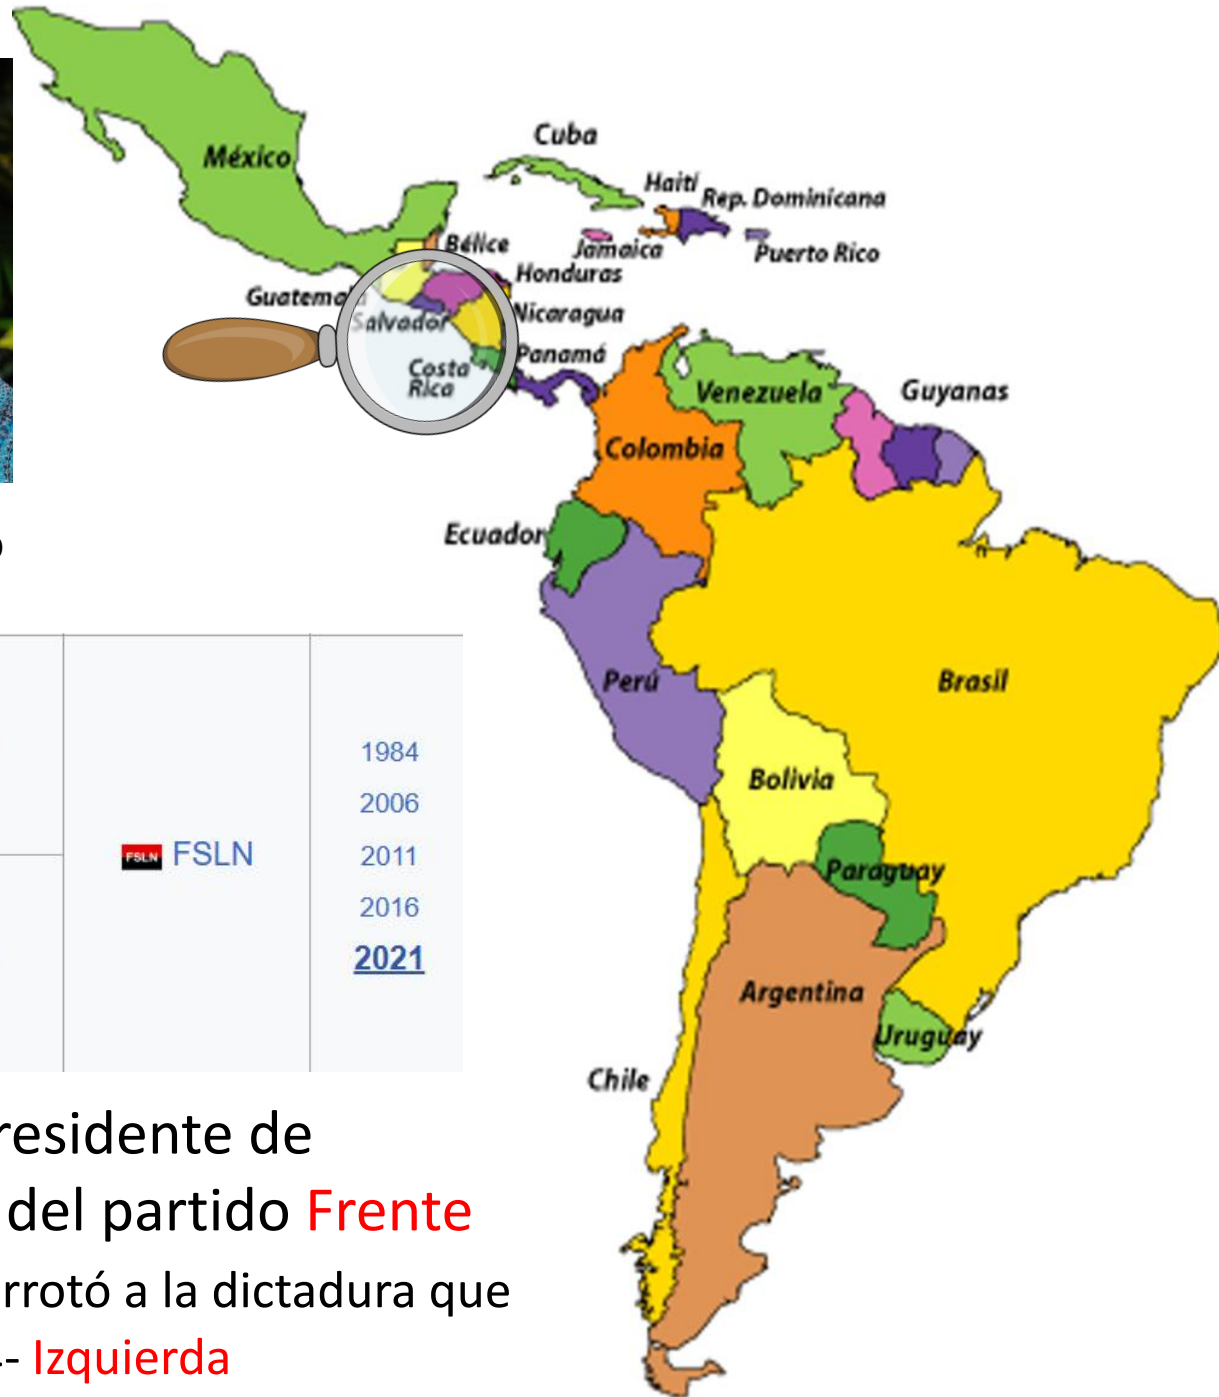 México
Cuba
Haití
Rep. Dominicana
Jamaica
Puerto Rico
Bélice
Honduras
Guatemala
Salvador
Nicaragua
Costa
Rica
Panamá
Venezuela
Guyanas
Colombia
Ecuador
Perú
Brasil
Bolivia
Paraguay
Argentina
Uruguay
Chile
1984
2006
FSLN FSLN
2011
2016
2021
residente de
del partido Frente
rrotó a la dictadura que
- Izquierda